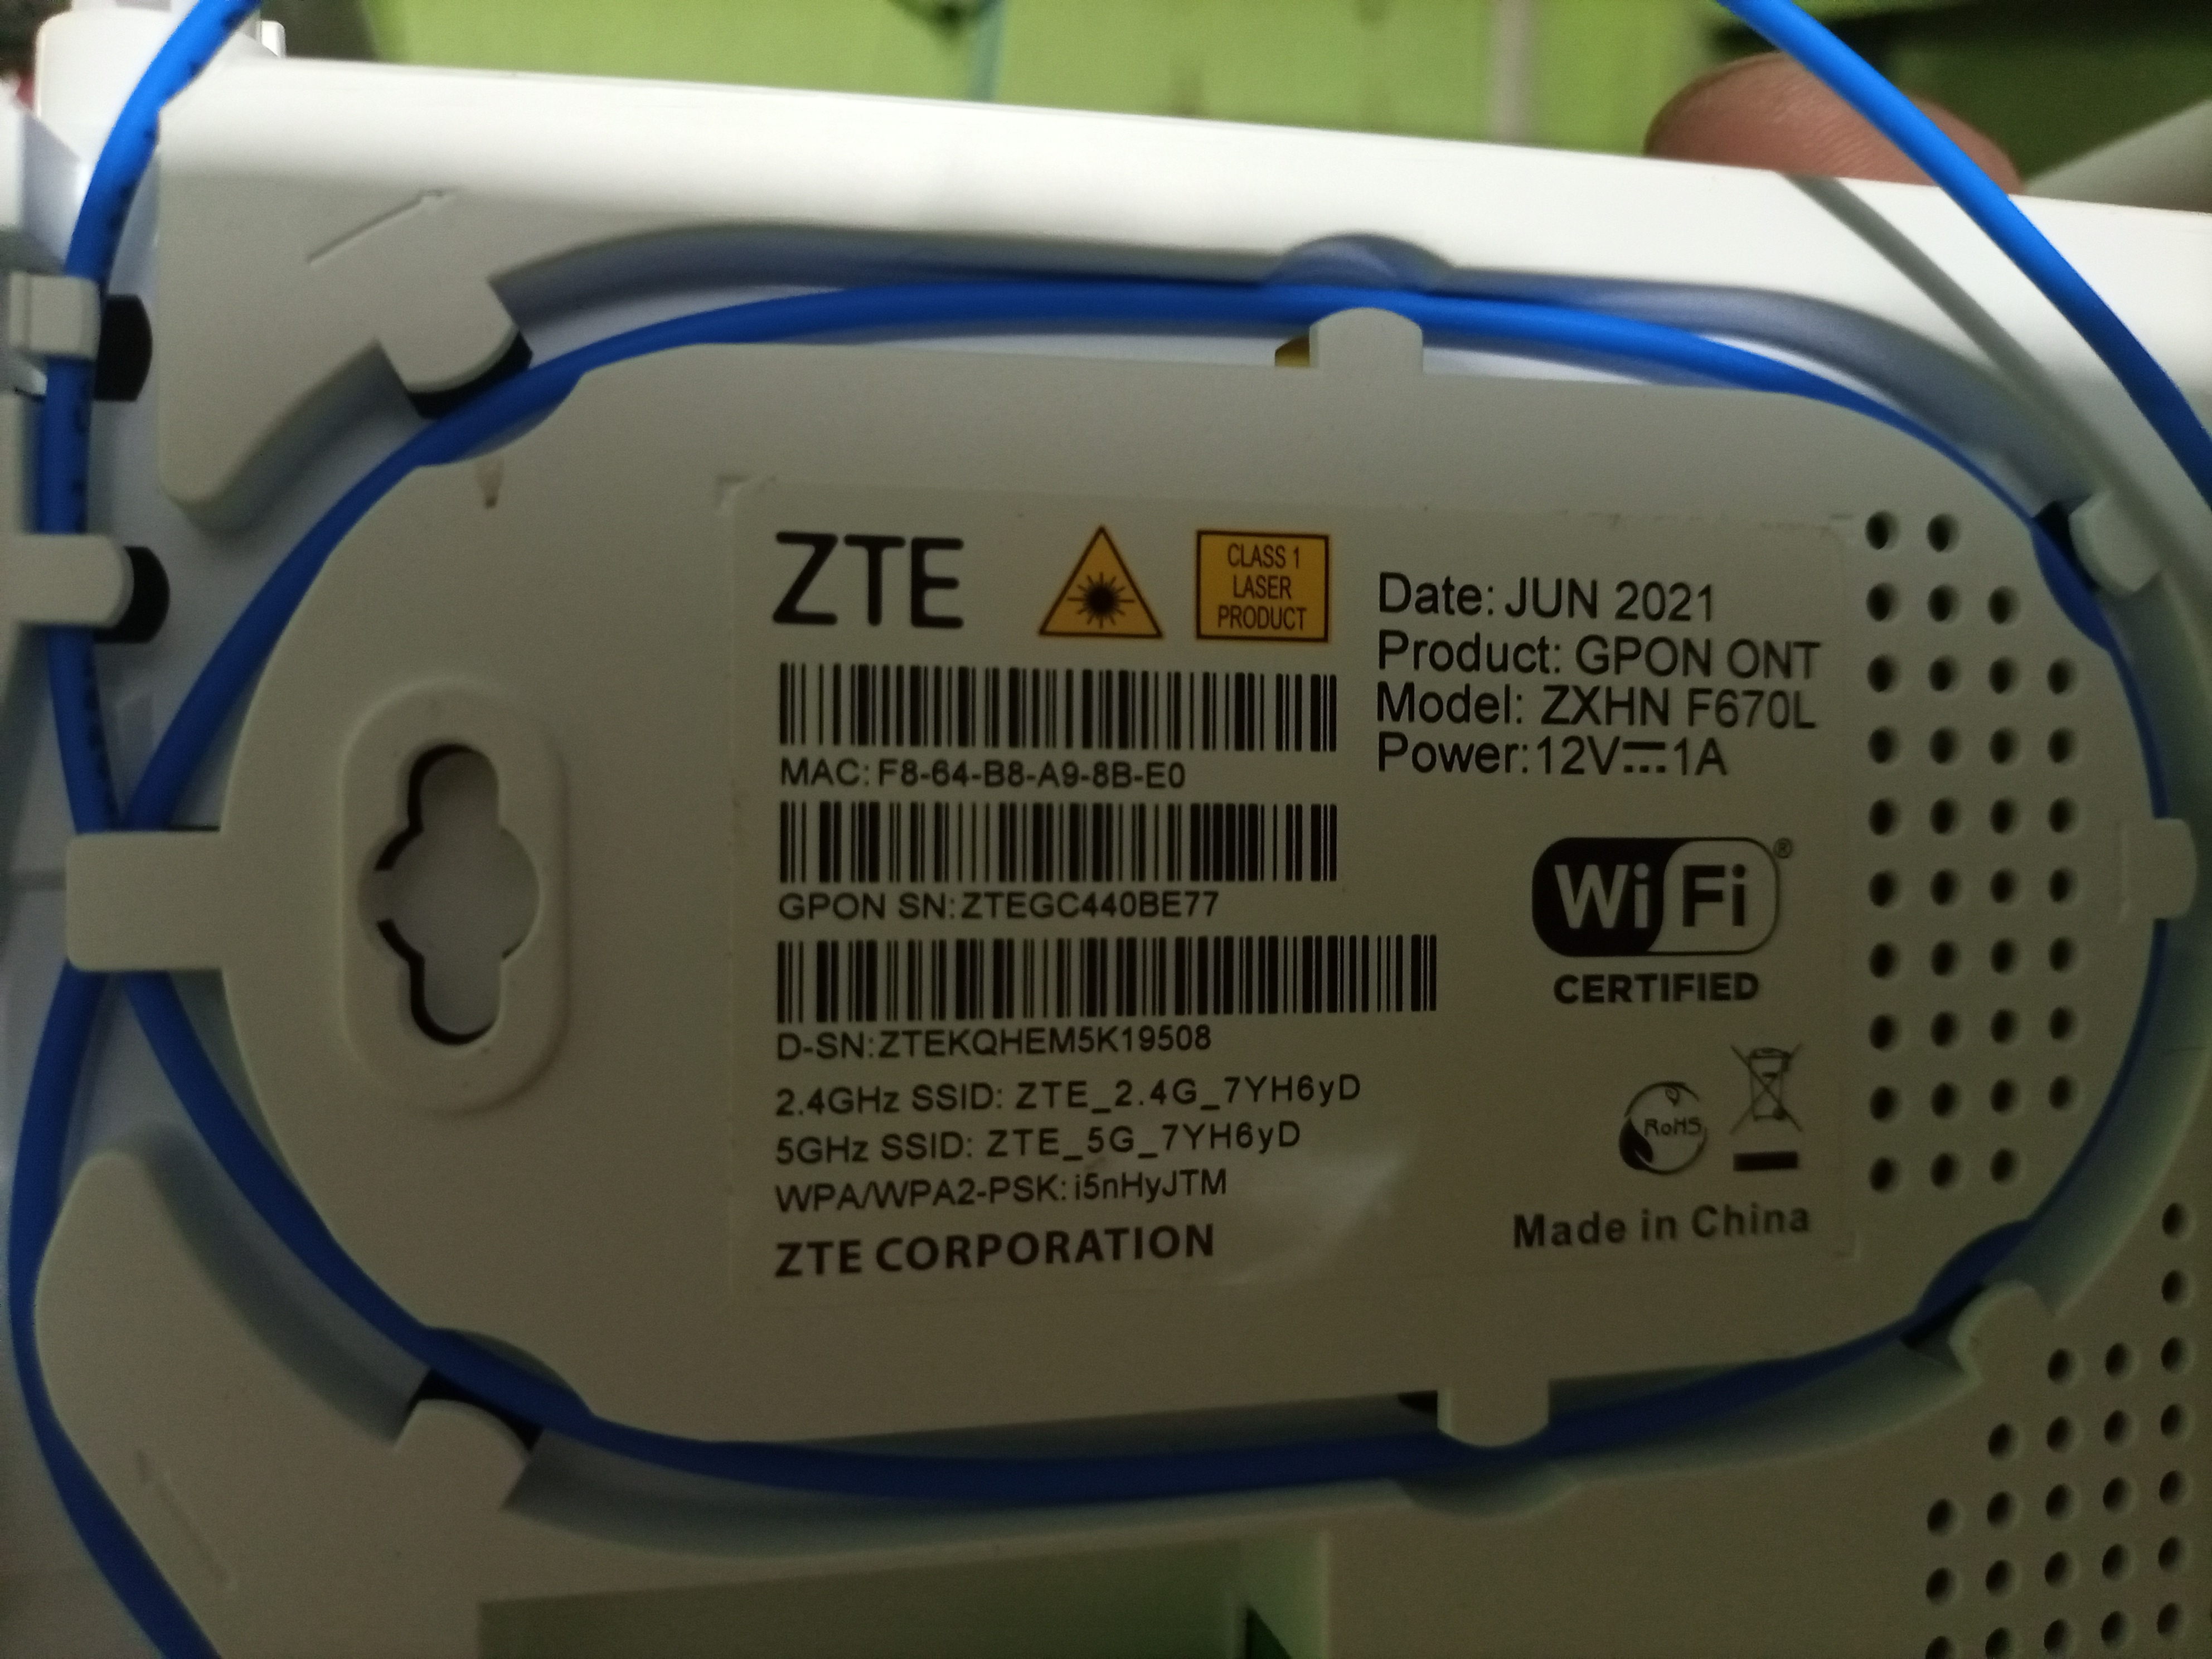 ZTE
CLASS 1
LASER
PRODUCT
Date: JUN 2021
Product: GPON ONT
Model: ZXHN F670L
Power:12V⎓1A
MAC: F8-64-B8-A9-8B-E0
GPON SN:ZTEGC440BE77
D-SN:ZTEKQHEM5K19508
2.4GHz SSID: ZTE_2.4G_7YH6yD
5GHz SSID: ZTE_5G_7YH6yD
WPA/WPA2-PSK: i5nHyJTM
ZTE CORPORATION
Wi Fi®
CERTIFIED
RoHS
Made in China